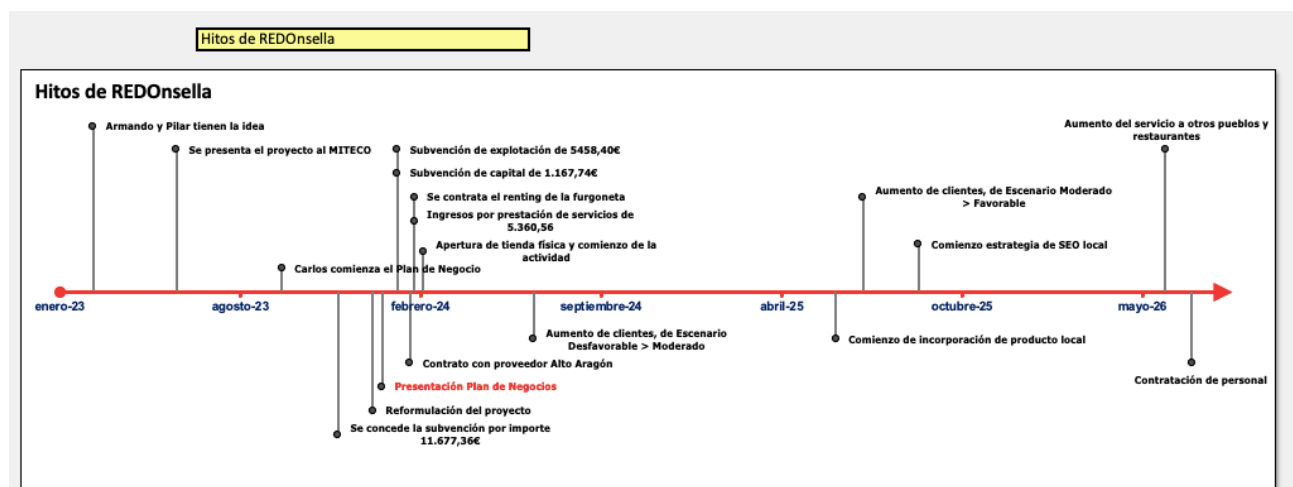 Hitos de REDOnsella
Hitos de REDOnsella
Armando y Pilar tienen la idea
Aumento del servicio a otros pueblos y
restaurantes
Se presenta el proyecto al MITECO
Subvención de explotación de 5458,40€
Subvención de capital de 1.167,74€
Se contrata el renting de la furgoneta
Aumento de clientes, de Escenario Moderado
> Favorable
Ingresos por prestación de servicios de
5.360,56
Apertura de tienda física y comienzo de la
actividad
Comienzo estrategia de SEO local
Carlos comienza el Plan de Negocio
enero-23
agosto-23
febrero-24
septiembre-24
abril-25
octubre-25
mayo-26
Aumento de clientes, de Escenario
Desfavorable > Moderado
Comienzo de incorporación de producto local
Contrato con proveedor Alto Aragón
Contratación de personal
Presentación Plan de Negocios
Reformulación del proyecto
Se concede la subvención por importe
11.677,36€